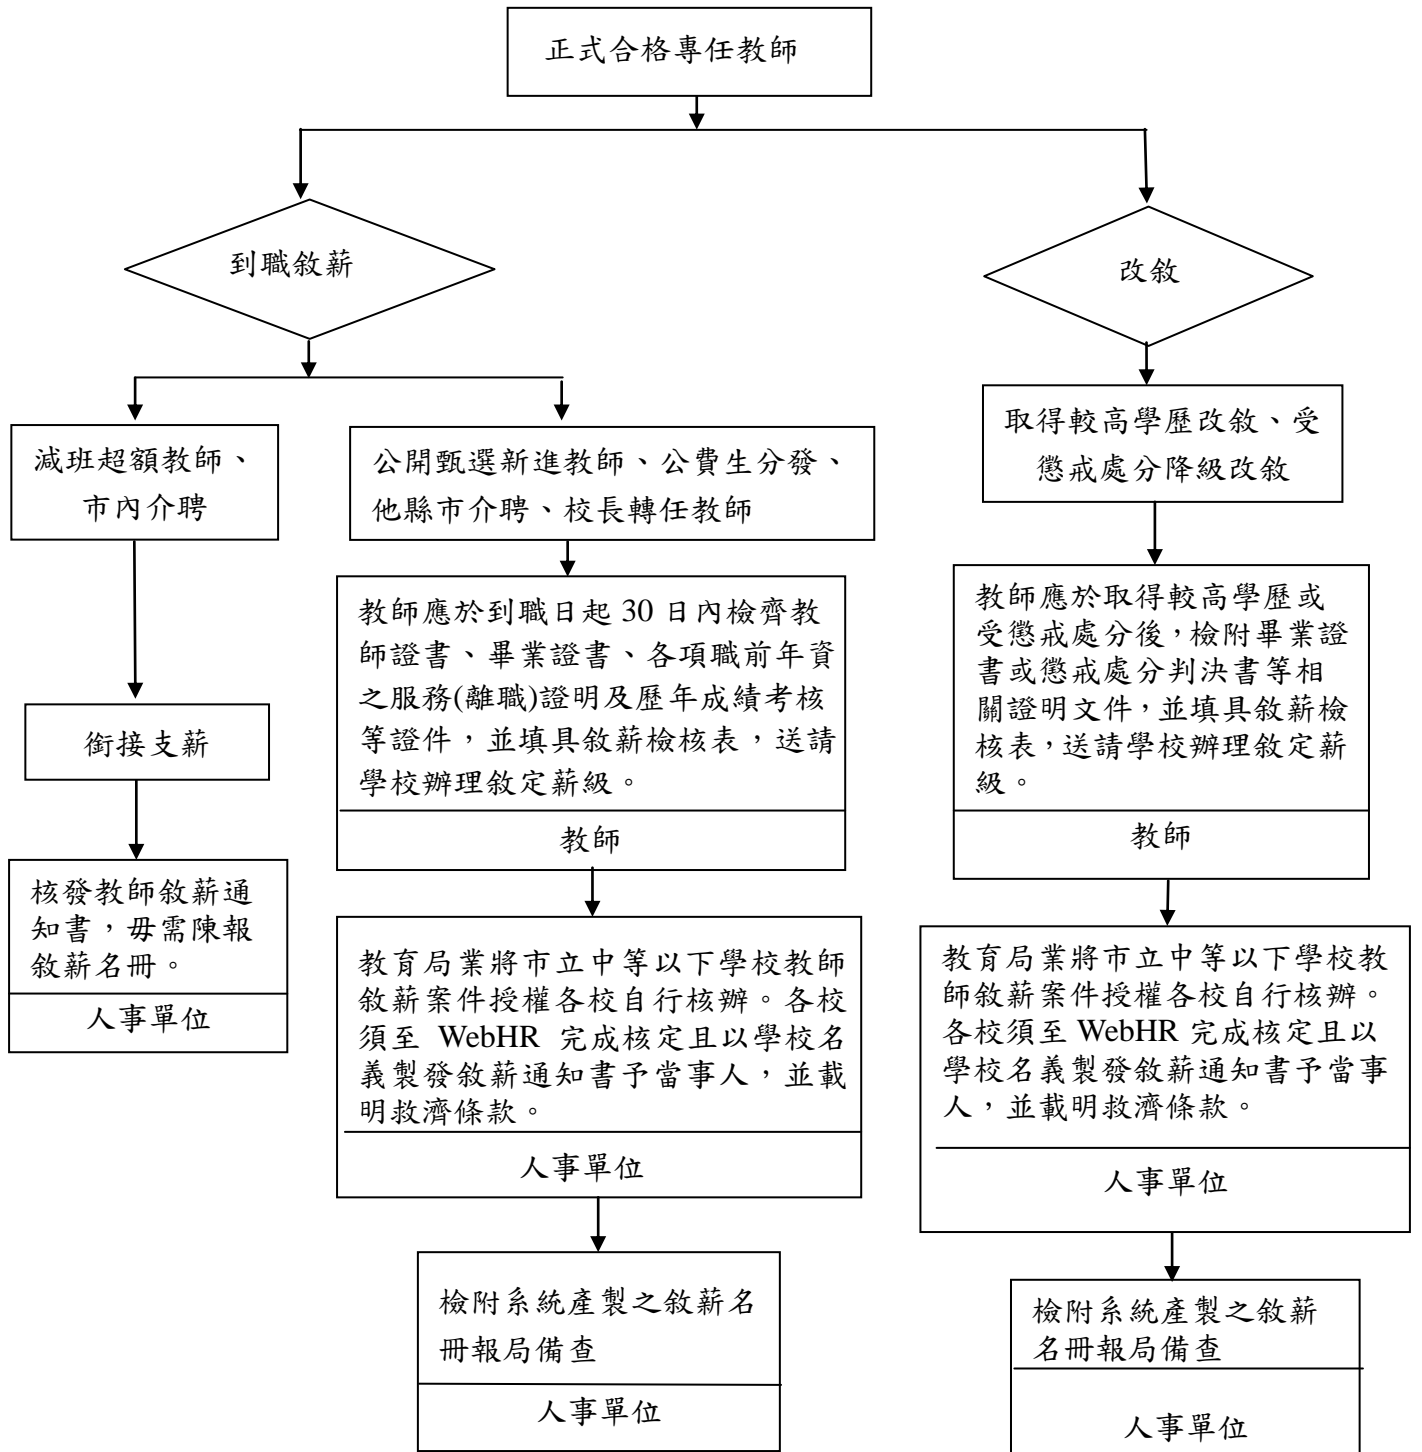 正式合格專任教師
到職敘薪
改敘
減班超額教師、
市內介聘
公開甄選新進教師、公費生分發、
他縣市介聘、校長轉任教師
取得較高學歷改敘、受
懲戒處分降級改敘
銜接支薪
教師應於到職日起 30 日內檢齊教
師證書、畢業證書、各項職前年資
之服務(離職)證明及歷年成績考核
等證件，並填具敘薪檢核表，送請
學校辦理敘定薪級。
教師
教師應於取得較高學歷或
受懲戒處分後，檢附畢業證
書或懲戒處分判決書等相
關證明文件，並填具敘薪檢
核表，送請學校辦理敘定薪
級。
教師
核發教師敘薪通
知書，毋需陳報
敘薪名冊。
人事單位
教育局業將市立中等以下學校教師
敘薪案件授權各校自行核辦。各校
須至 WebHR 完成核定且以學校名
義製發敘薪通知書予當事人，並載
明救濟條款。
人事單位
教育局業將市立中等以下學校教
師敘薪案件授權各校自行核辦。
各校須至 WebHR 完成核定且以
學校名義製發敘薪通知書予當事
人，並載明救濟條款。
人事單位
檢附系統產製之敘薪名
冊報局備查
人事單位
檢附系統產製之敘薪
名冊報局備查
人事單位